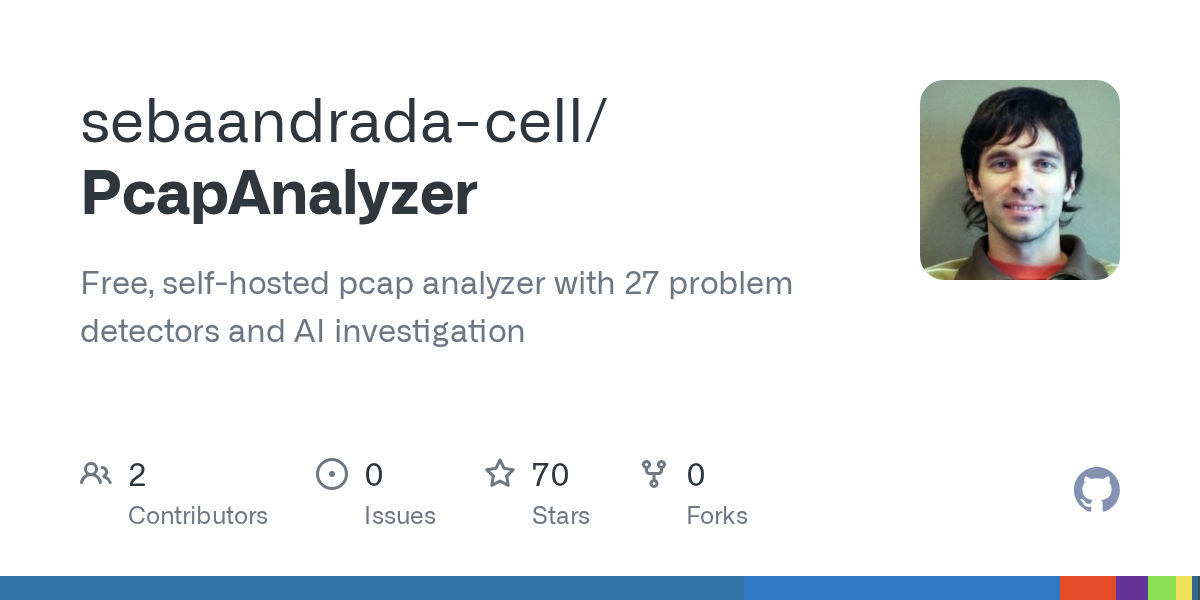 sebaandrada-cell/
PcapAnalyzer
Free, self-hosted pcap analyzer with 27 problem
detectors and AI investigation
2 0 70 0
Contributors Issues Stars Forks